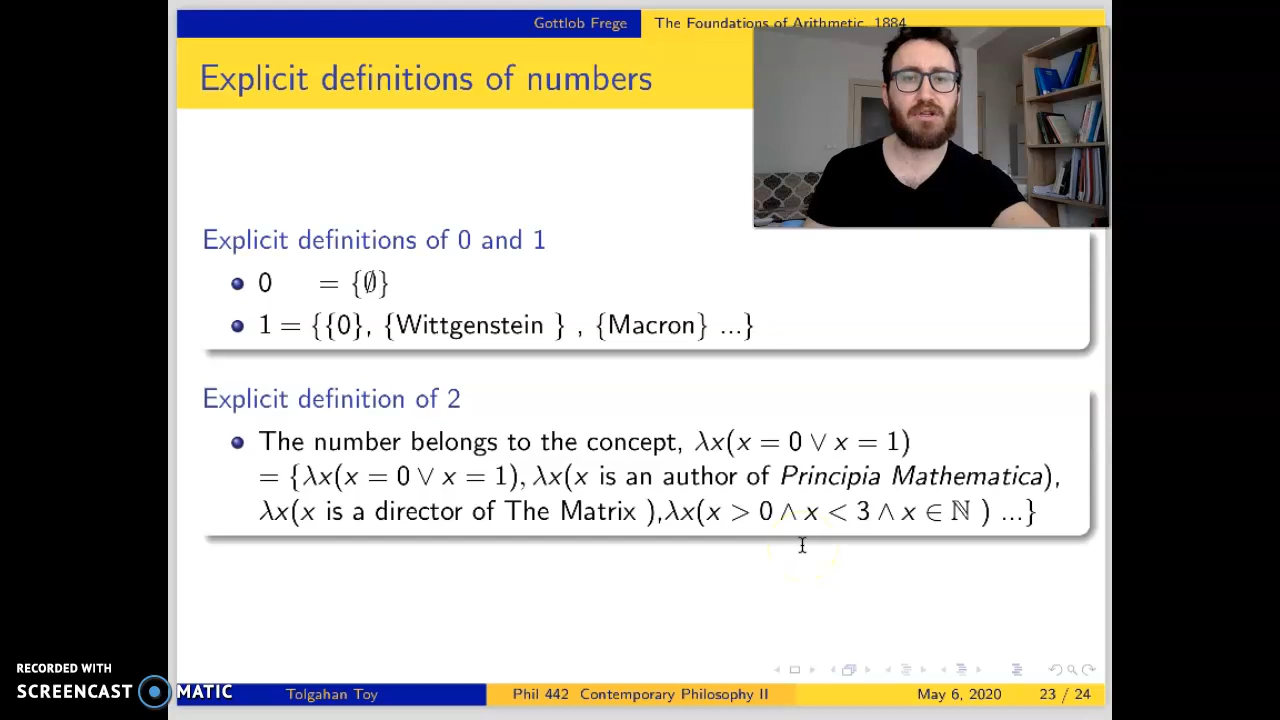 Gottlob Frege The Foundations of Arithmetic, 1884
Explicit definitions of numbers
Explicit definitions of 0 and 1
0 = {∅}
1 = {{0}, {Wittgenstein } , {Macron} ...}
Explicit definition of 2
The number belongs to the concept, λx(x = 0 ∨ x = 1)
= {λx(x = 0 ∨ x = 1), λx(x is an author of Principia Mathematica),
λx(x is a director of The Matrix ),λx(x > 0 ∧ x < 3 ∧ x ∈ ℕ ) ...}
RECORDED WITH
SCREENCAST MATIC
Tolgahan Toy Phil 442 Contemporary Philosophy II May 6, 2020 23 / 24